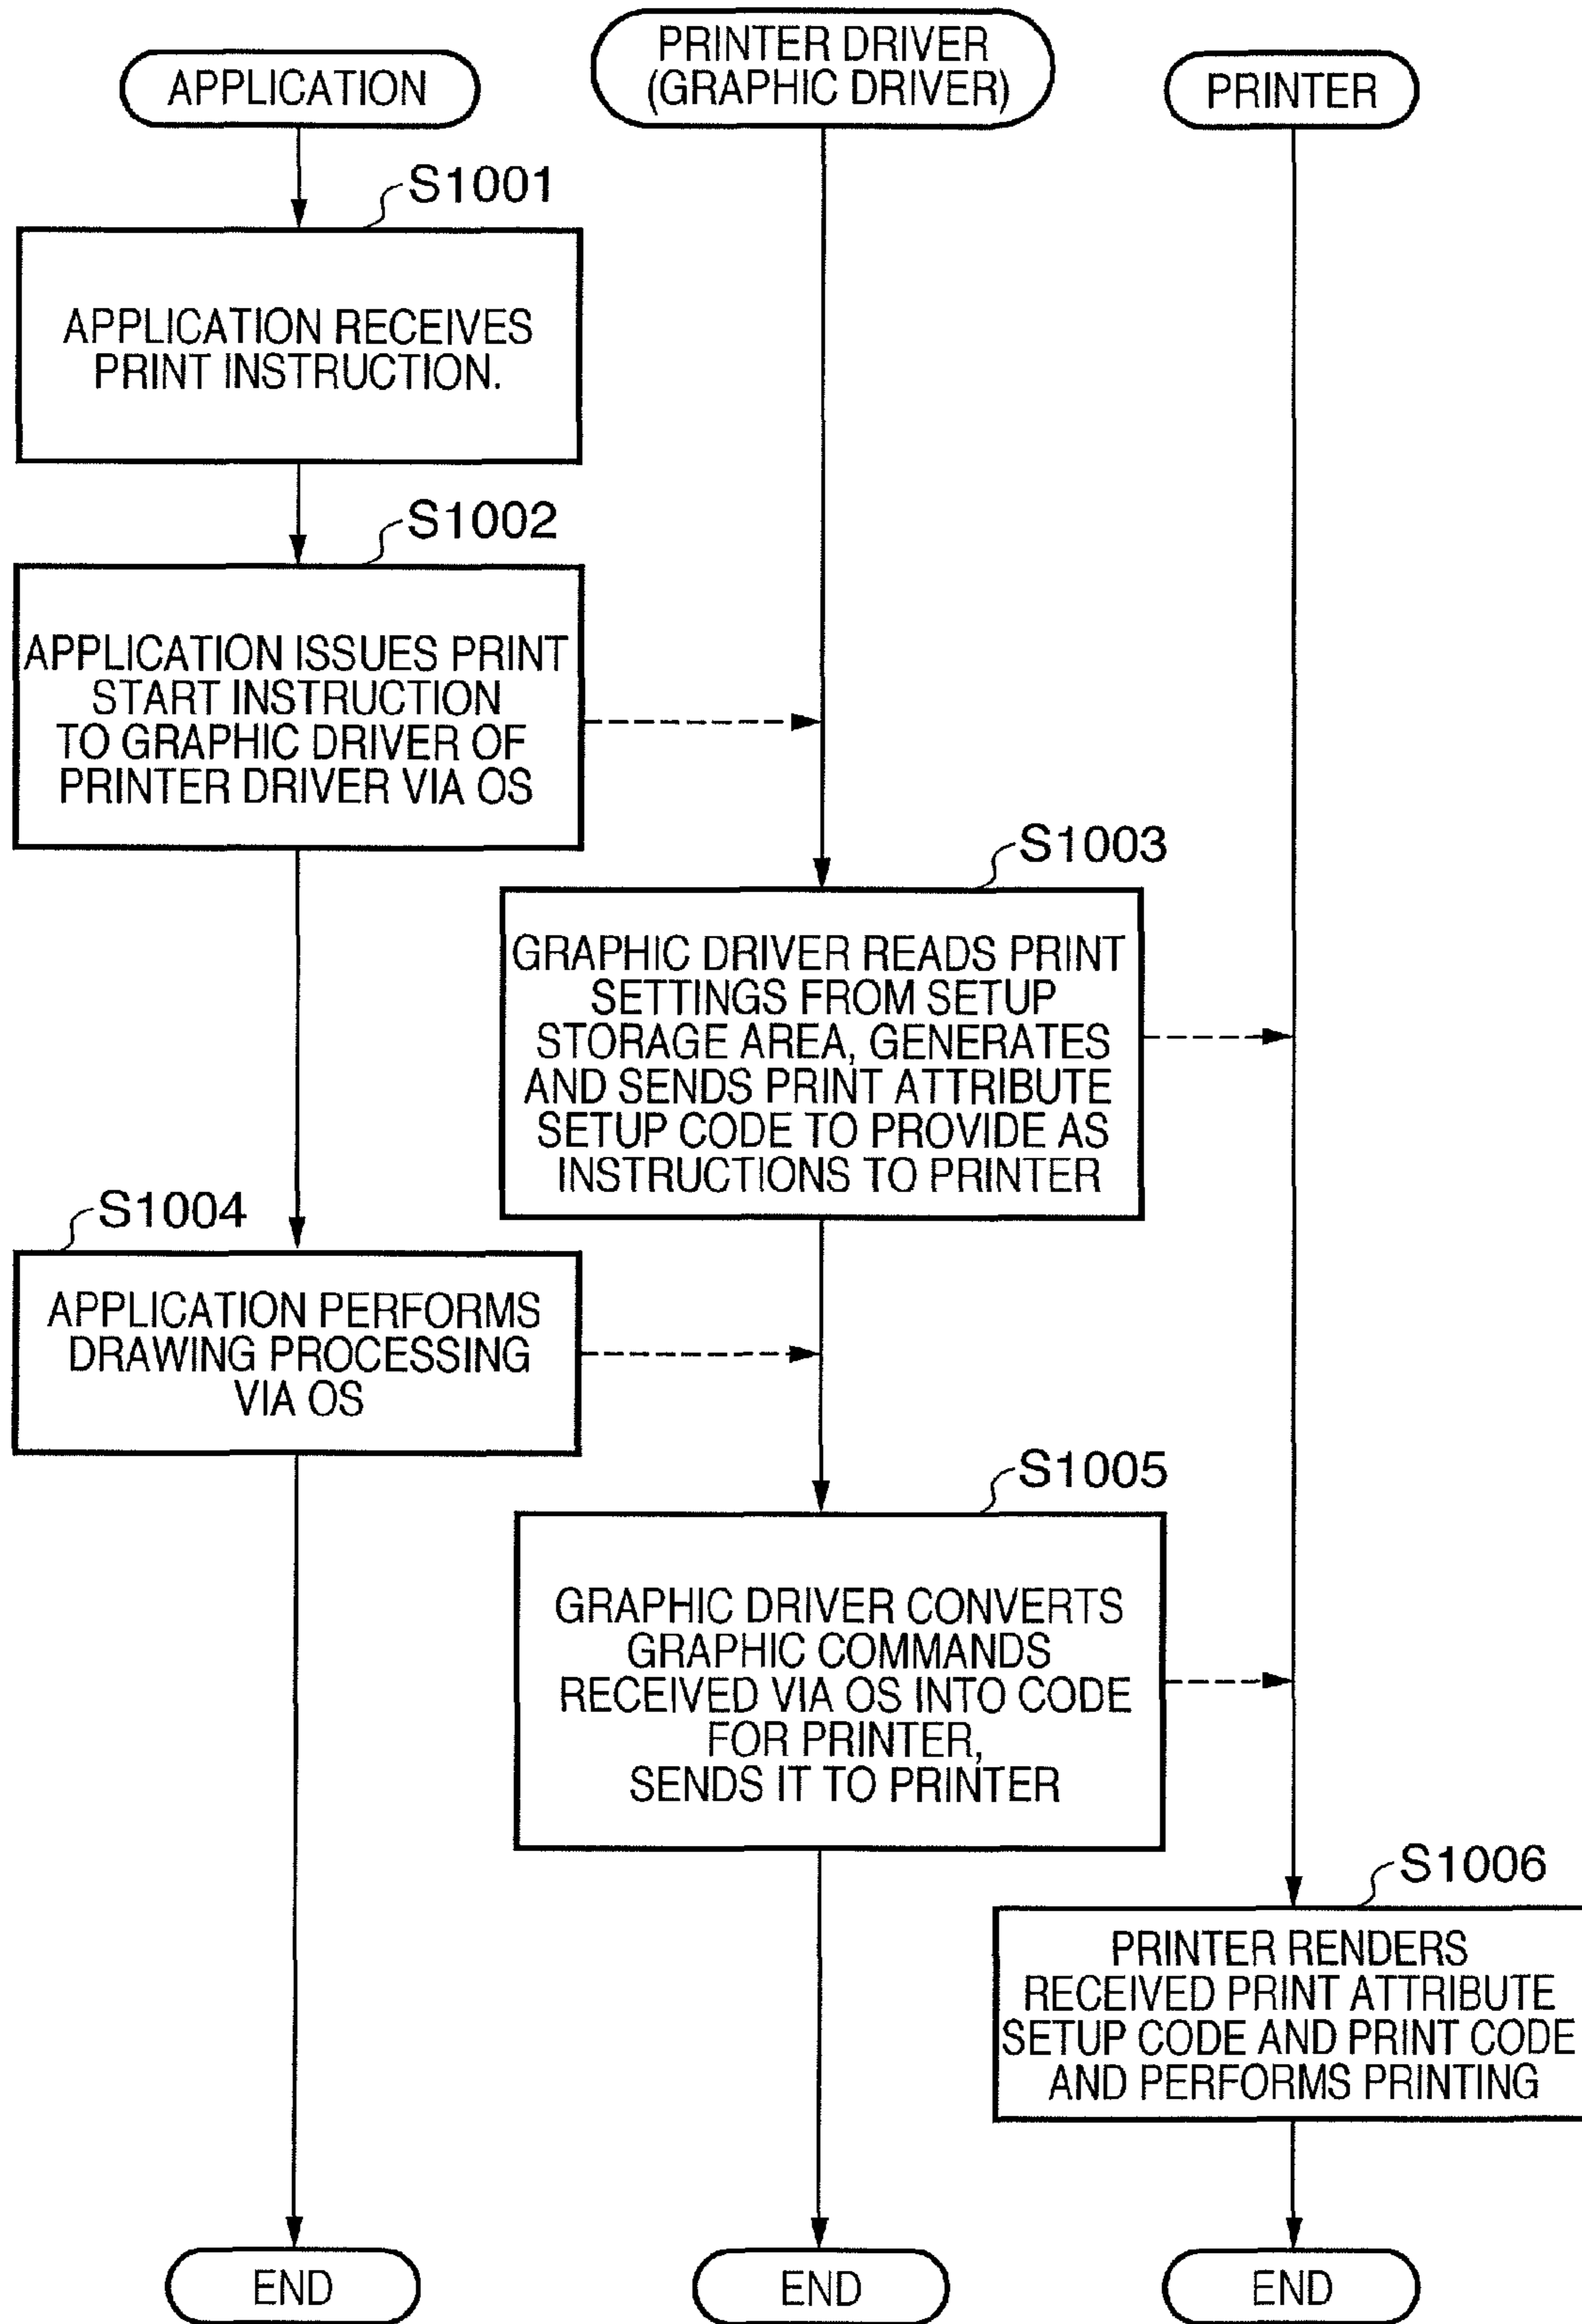 APPLICATION
PRINTER DRIVER
(GRAPHIC DRIVER)
PRINTER
S1001
APPLICATION RECEIVES
PRINT INSTRUCTION.
S1002
APPLICATION ISSUES PRINT
START INSTRUCTION
TO GRAPHIC DRIVER OF
PRINTER DRIVER VIA OS
S1003
GRAPHIC DRIVER READS PRINT
SETTINGS FROM SETUP
STORAGE AREA, GENERATES
AND SENDS PRINT ATTRIBUTE
SETUP CODE TO PROVIDE AS
INSTRUCTIONS TO PRINTER
S1004
APPLICATION PERFORMS
DRAWING PROCESSING
VIA OS
S1005
GRAPHIC DRIVER CONVERTS
GRAPHIC COMMANDS
RECEIVED VIA OS INTO CODE
FOR PRINTER,
SENDS IT TO PRINTER
S1006
PRINTER RENDERS
RECEIVED PRINT ATTRIBUTE
SETUP CODE AND PRINT CODE
AND PERFORMS PRINTING
END
END
END